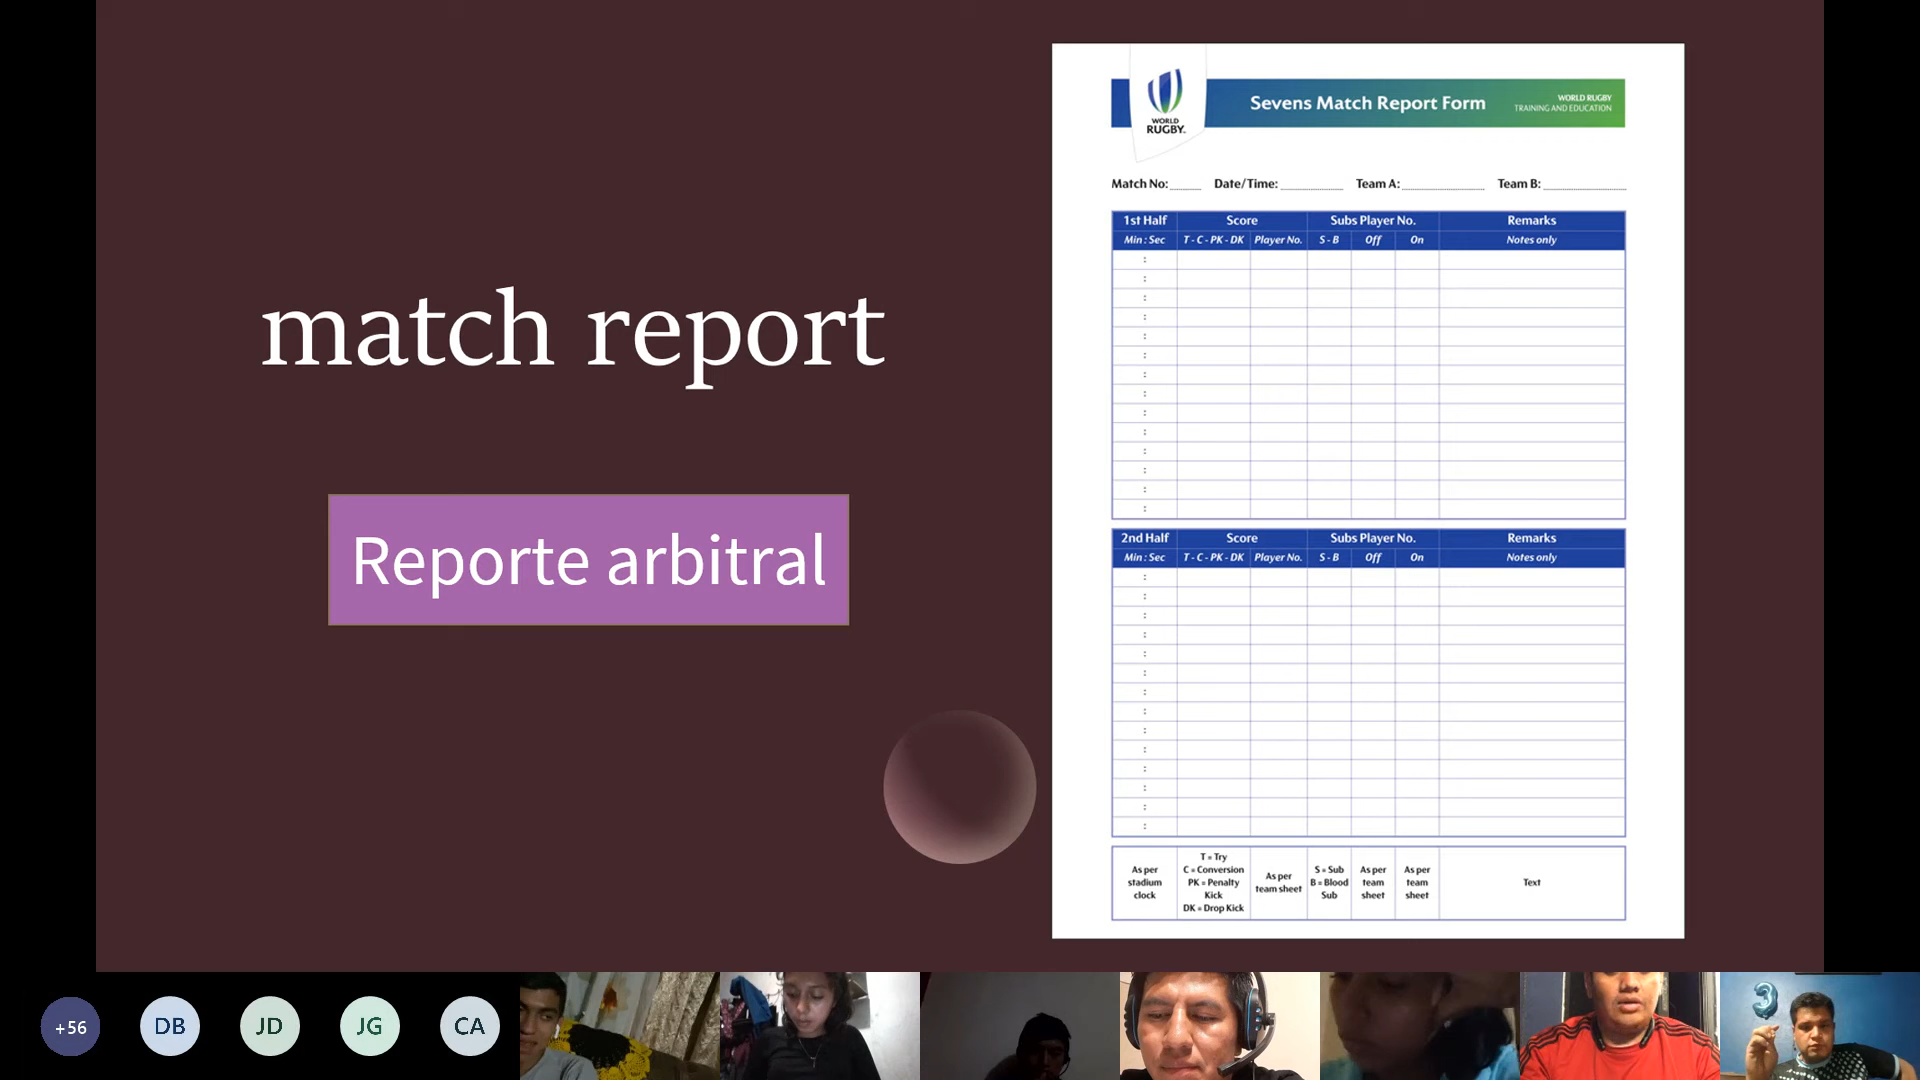 match report
Reporte arbitral
WORLD
RUGBY.
Sevens Match Report Form
WORLD RUGBY
TRAINING AND EDUCATION
Match No: Date/Time: Team A: Team B:
1st Half Score Subs Player No. Remarks
Min : Sec T - C - PK - DK Player No. S - B Off On Notes only
:
:
:
:
:
:
:
:
:
:
:
:
:
:
2nd Half Score Subs Player No. Remarks
Min : Sec T - C - PK - DK Player No. S - B Off On Notes only
:
:
:
:
:
:
:
:
:
:
:
:
:
:
As per
stadium
clock
T = Try
C = Conversion
PK = Penalty
Kick
DK = Drop Kick
As per
team sheet
S = Sub
B = Blood
Sub
As per
team
sheet
As per
team
sheet
Text
+56 DB JD JG CA
3